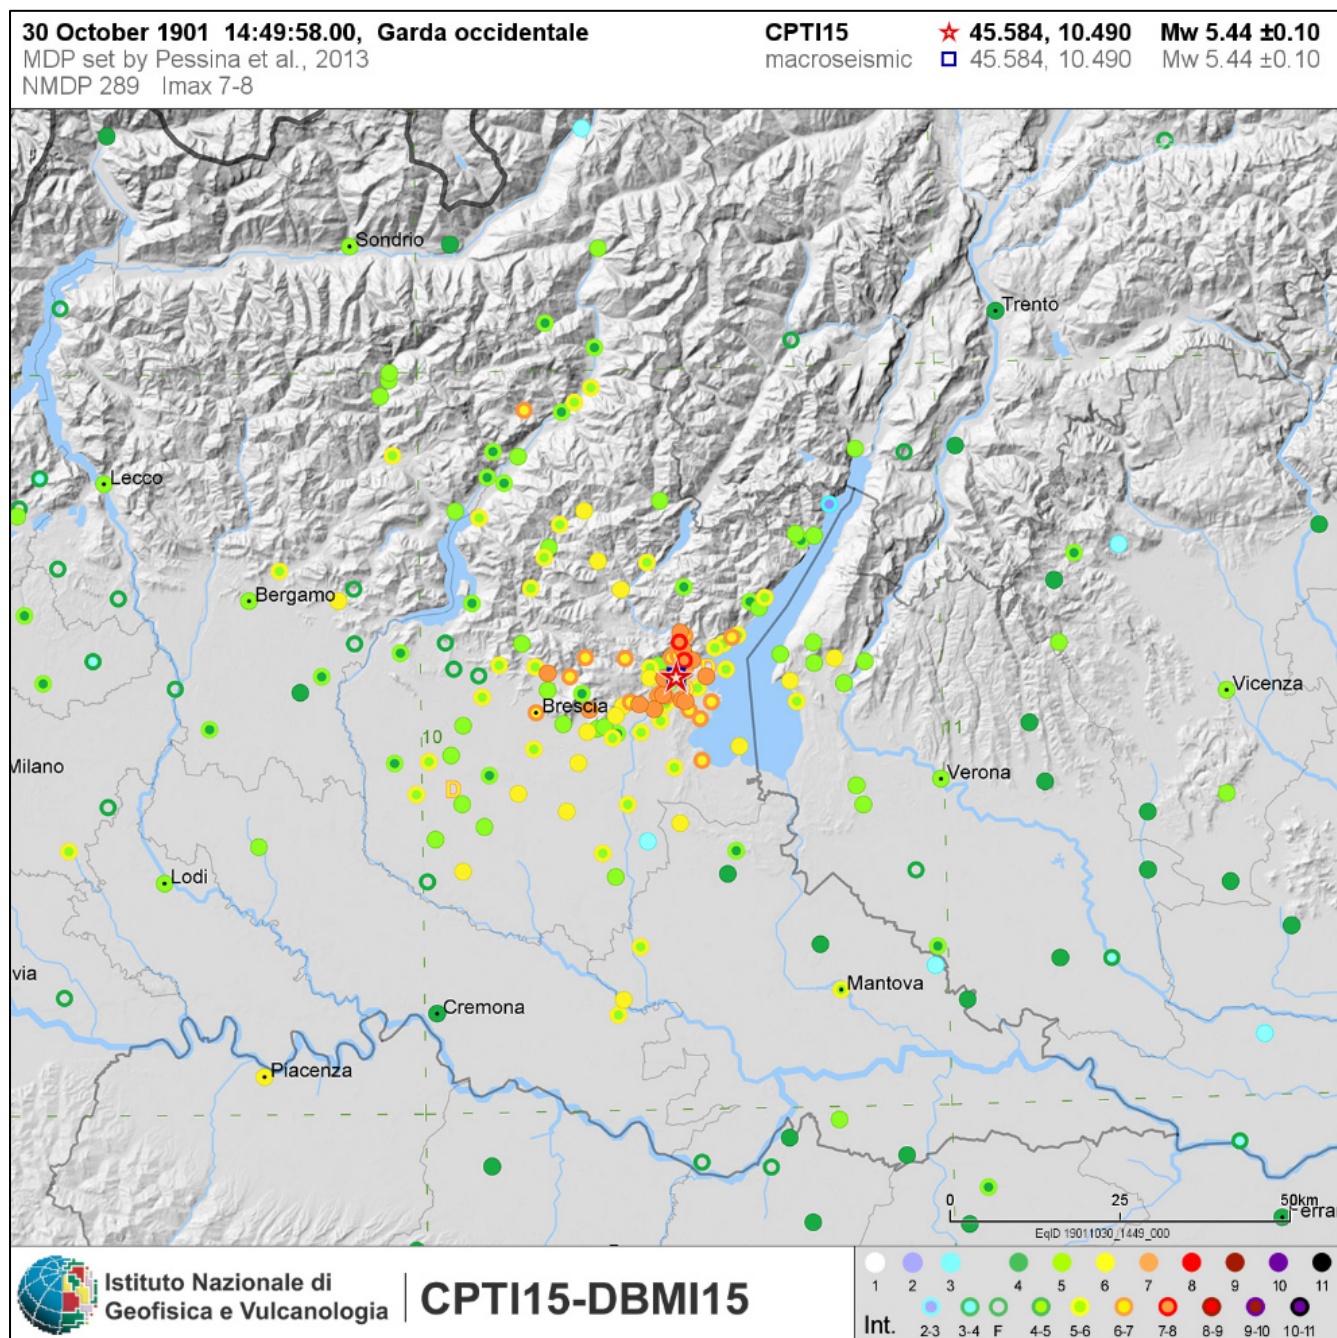 30 October 1901 14:49:58.00, Garda occidentale
CPTI15
45.584, 10.490 Mw 5.44 ±0.10
MDP set by Pessina et al., 2013
macroseismic
45.584, 10.490 Mw 5.44 ±0.10
NMDP 289 Imax 7-8
Sondrio
Trento
Lecco
Bergamo
Vicenza
Brescia
10
11
Milano
Verona
D
D
Lodi
via
Mantova
Cremona
Piacenza
0 25 50km
Ferra
EqID 19011030_1449_000
Istituto Nazionale di
Geofisica e Vulcanologia
CPTI15-DBMI15
1 2 3 4 5 6 7 8 9 10 11
Int. 2-3 3-4 F 4-5 5-6 6-7 7-8 8-9 9-10 10-11